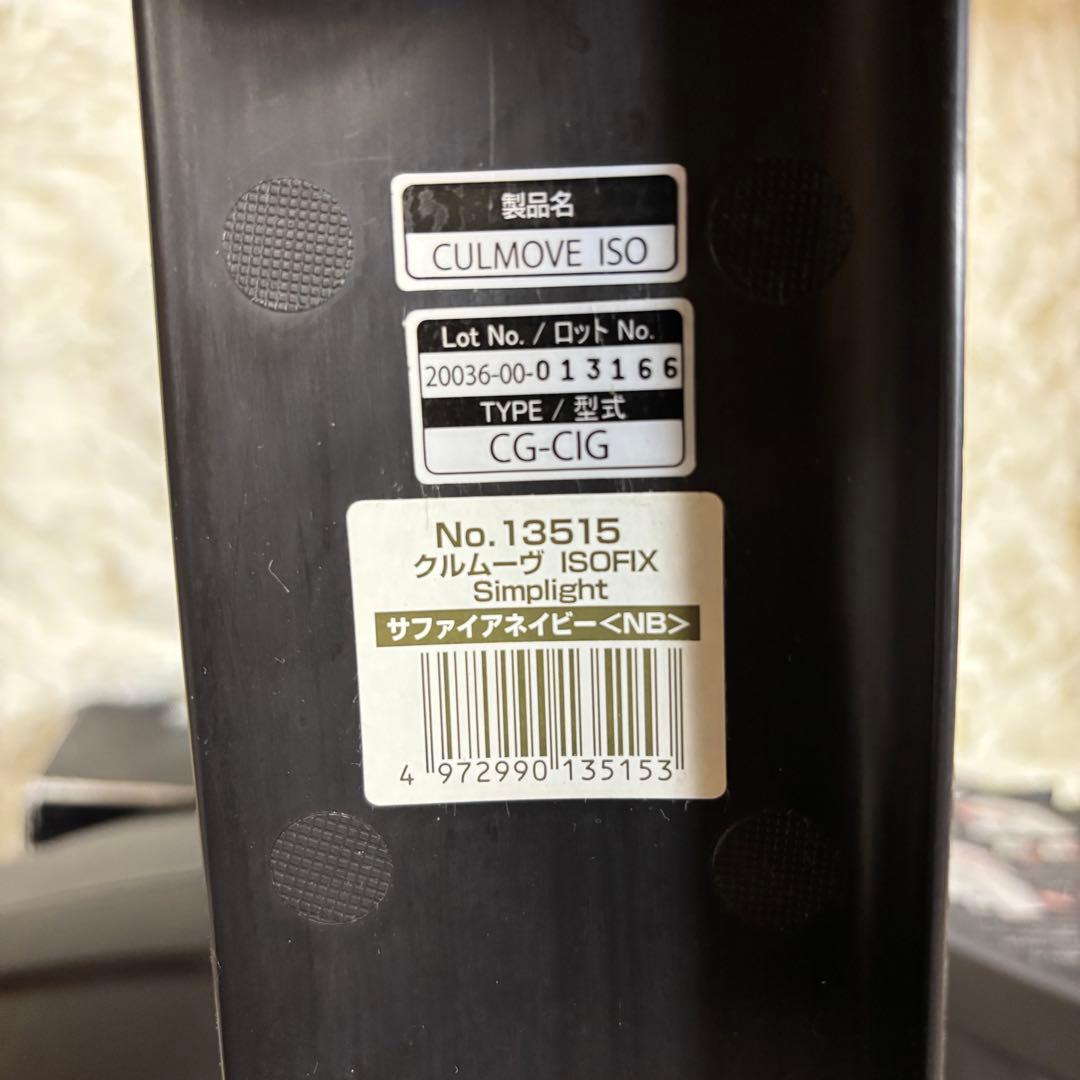 製品名
CULMOVE ISO
Lot No. / ロット No.
20036-00-013166
TYPE / 型式
CG-CIG
No.13515
クルムーヴ ISOFIX
Simplight
サファイアネイビー<NB>
4 972990 135153